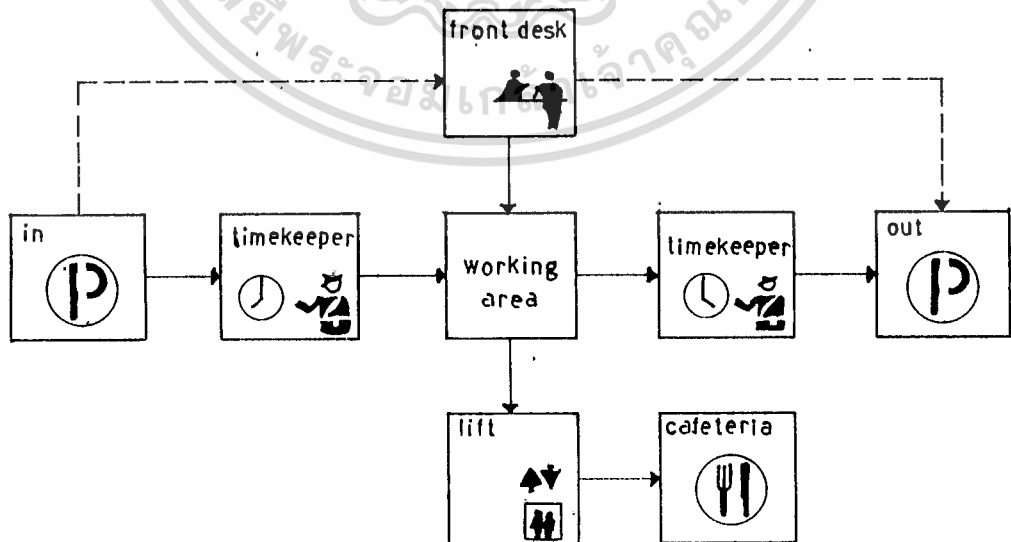 front desk
in
timekeeper
working
area
timekeeper
out
lift
cafeteria